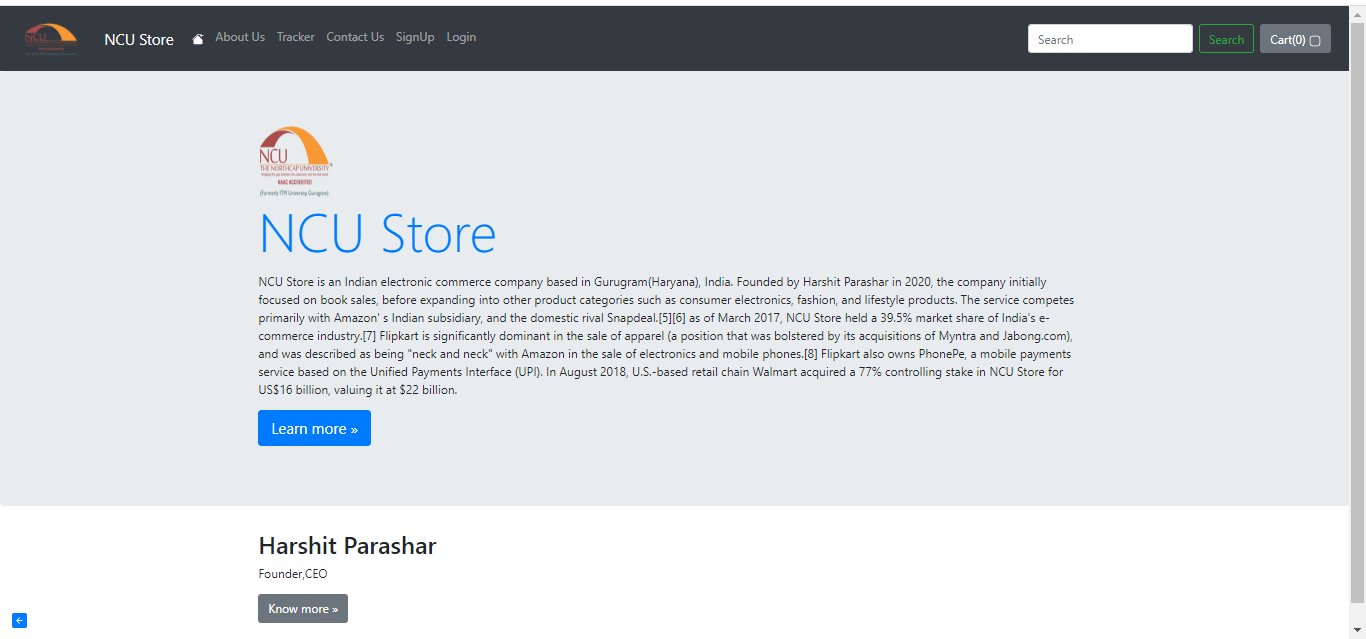 NCU Store About Us Tracker Contact Us SignUp Login Search Search Cart(0)
NCU
THE NORTHCAP UNIVERSITY
NAAC ACCREDITED
(Formerly ITM University, Gurugram)
NCU Store
NCU Store is an Indian electronic commerce company based in Gurugram(Haryana), India. Founded by Harshit Parashar in 2020, the company initially
focused on book sales, before expanding into other product categories such as consumer electronics, fashion, and lifestyle products. The service competes
primarily with Amazon' s Indian subsidiary, and the domestic rival Snapdeal.[5][6] as of March 2017, NCU Store held a 39.5% market share of India's e-
commerce industry.[7] Flipkart is significantly dominant in the sale of apparel (a position that was bolstered by its acquisitions of Myntra and Jabong.com),
and was described as being "neck and neck" with Amazon in the sale of electronics and mobile phones.[8] Flipkart also owns PhonePe, a mobile payments
service based on the Unified Payments Interface (UPI). In August 2018, U.S.-based retail chain Walmart acquired a 77% controlling stake in NCU Store for
US$16 billion, valuing it at $22 billion.
Learn more »
Harshit Parashar
Founder,CEO
Know more »